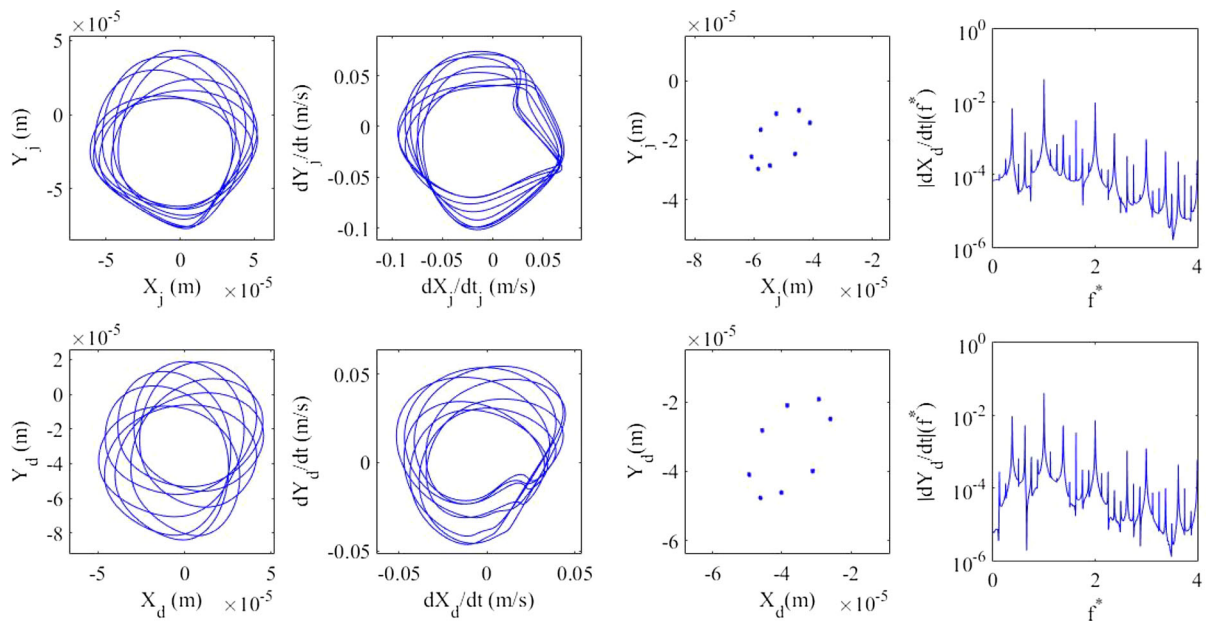 ×10⁻⁵
5
0
-5
Y_j (m)
-5 0 5
X_j (m) ×10⁻⁵
0.05
0
-0.05
-0.1
dY_j/dt (m/s)
-0.1 -0.05 0 0.05
dX_j/dt_j (m/s)
×10⁻⁵
0
-2
-4
Y_j(m)
-8 -6 -4 -2
X_j(m) ×10⁻⁵
10⁰
10⁻²
10⁻⁴
10⁻⁶
|dX_d/dt|(f*)
0 2 4
f*
×10⁻⁵
2
0
-2
-4
-6
-8
Y_d (m)
-5 0 5
X_d (m) ×10⁻⁵
0.05
0
-0.05
dY_d/dt (m/s)
-0.05 0 0.05
dX_d/dt (m/s)
×10⁻⁵
-2
-4
-6
Y_d(m)
-6 -4 -2
X_d(m) ×10⁻⁵
10⁰
10⁻²
10⁻⁴
10⁻⁶
|dY_d/dt|(f*)
0 2 4
f*